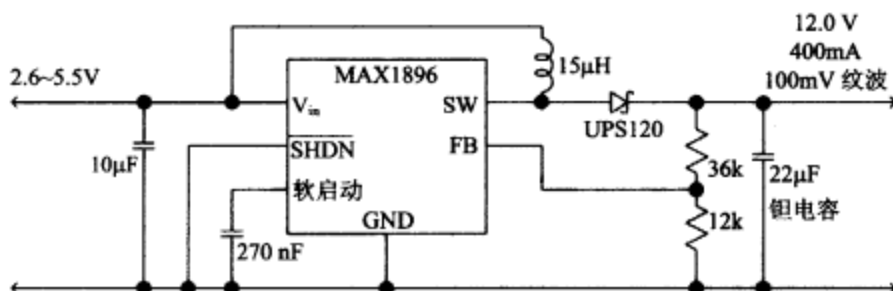 12.0 V
400mA
100mV 纹波
2.6~5.5V
MAX1896
15μH
Vin
SW
UPS120
10μF
SHDN
FB
36k
22μF
钽电容
软启动
GND
12k
270 nF